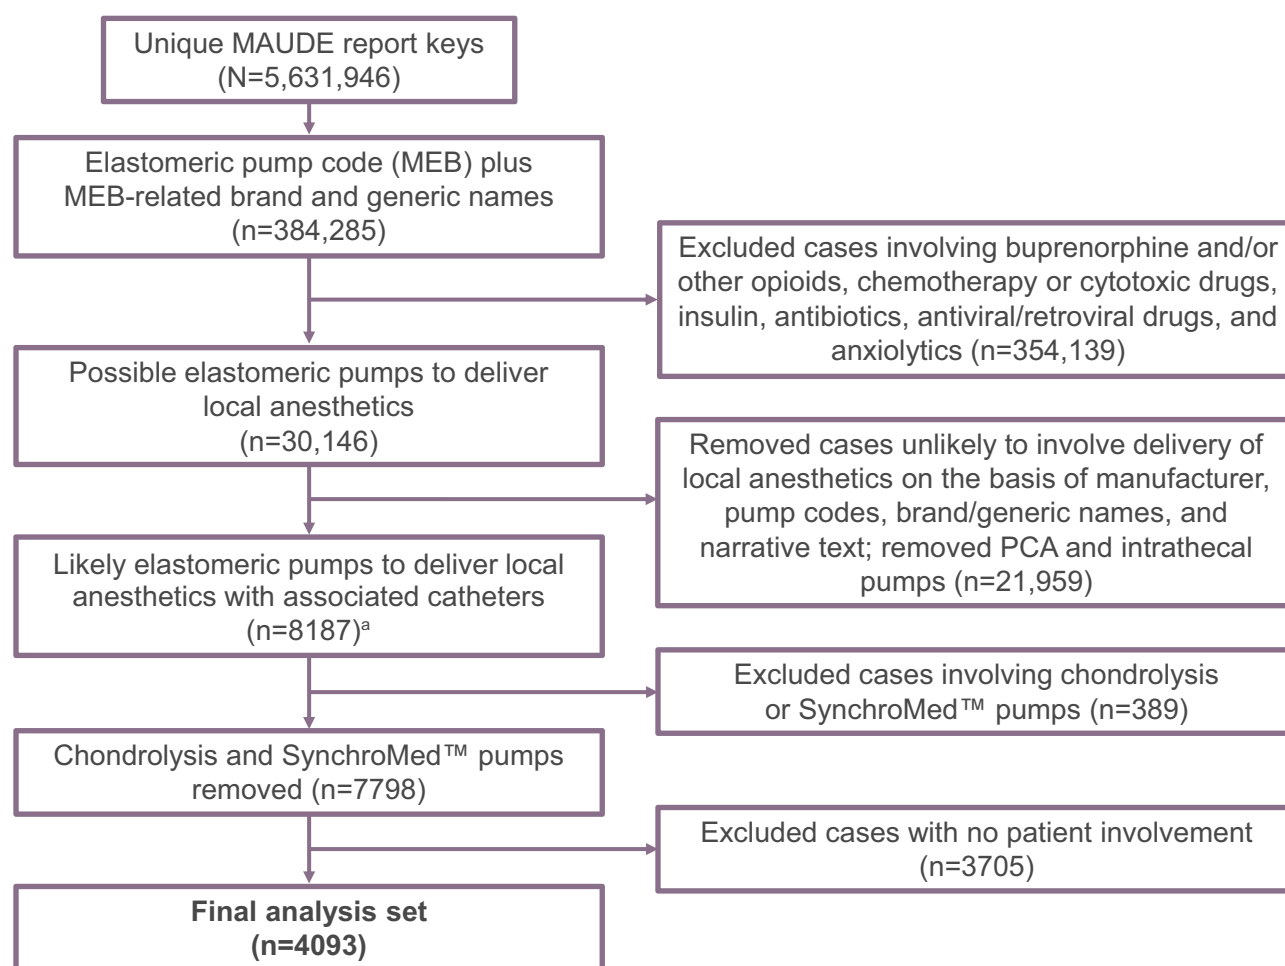 Unique MAUDE report keys
(N=5,631,946)
Elastomeric pump code (MEB) plus
MEB-related brand and generic names
(n=384,285)
Excluded cases involving buprenorphine and/or
other opioids, chemotherapy or cytotoxic drugs,
insulin, antibiotics, antiviral/retroviral drugs, and
anxiolytics (n=354,139)
Possible elastomeric pumps to deliver
local anesthetics
(n=30,146)
Removed cases unlikely to involve delivery of
local anesthetics on the basis of manufacturer,
pump codes, brand/generic names, and
narrative text; removed PCA and intrathecal
pumps (n=21,959)
Likely elastomeric pumps to deliver local
anesthetics with associated catheters
(n=8187)ᵃ
Excluded cases involving chondrolysis
or SynchroMed™ pumps (n=389)
Chondrolysis and SynchroMed™ pumps
removed (n=7798)
Excluded cases with no patient involvement
(n=3705)
Final analysis set
(n=4093)